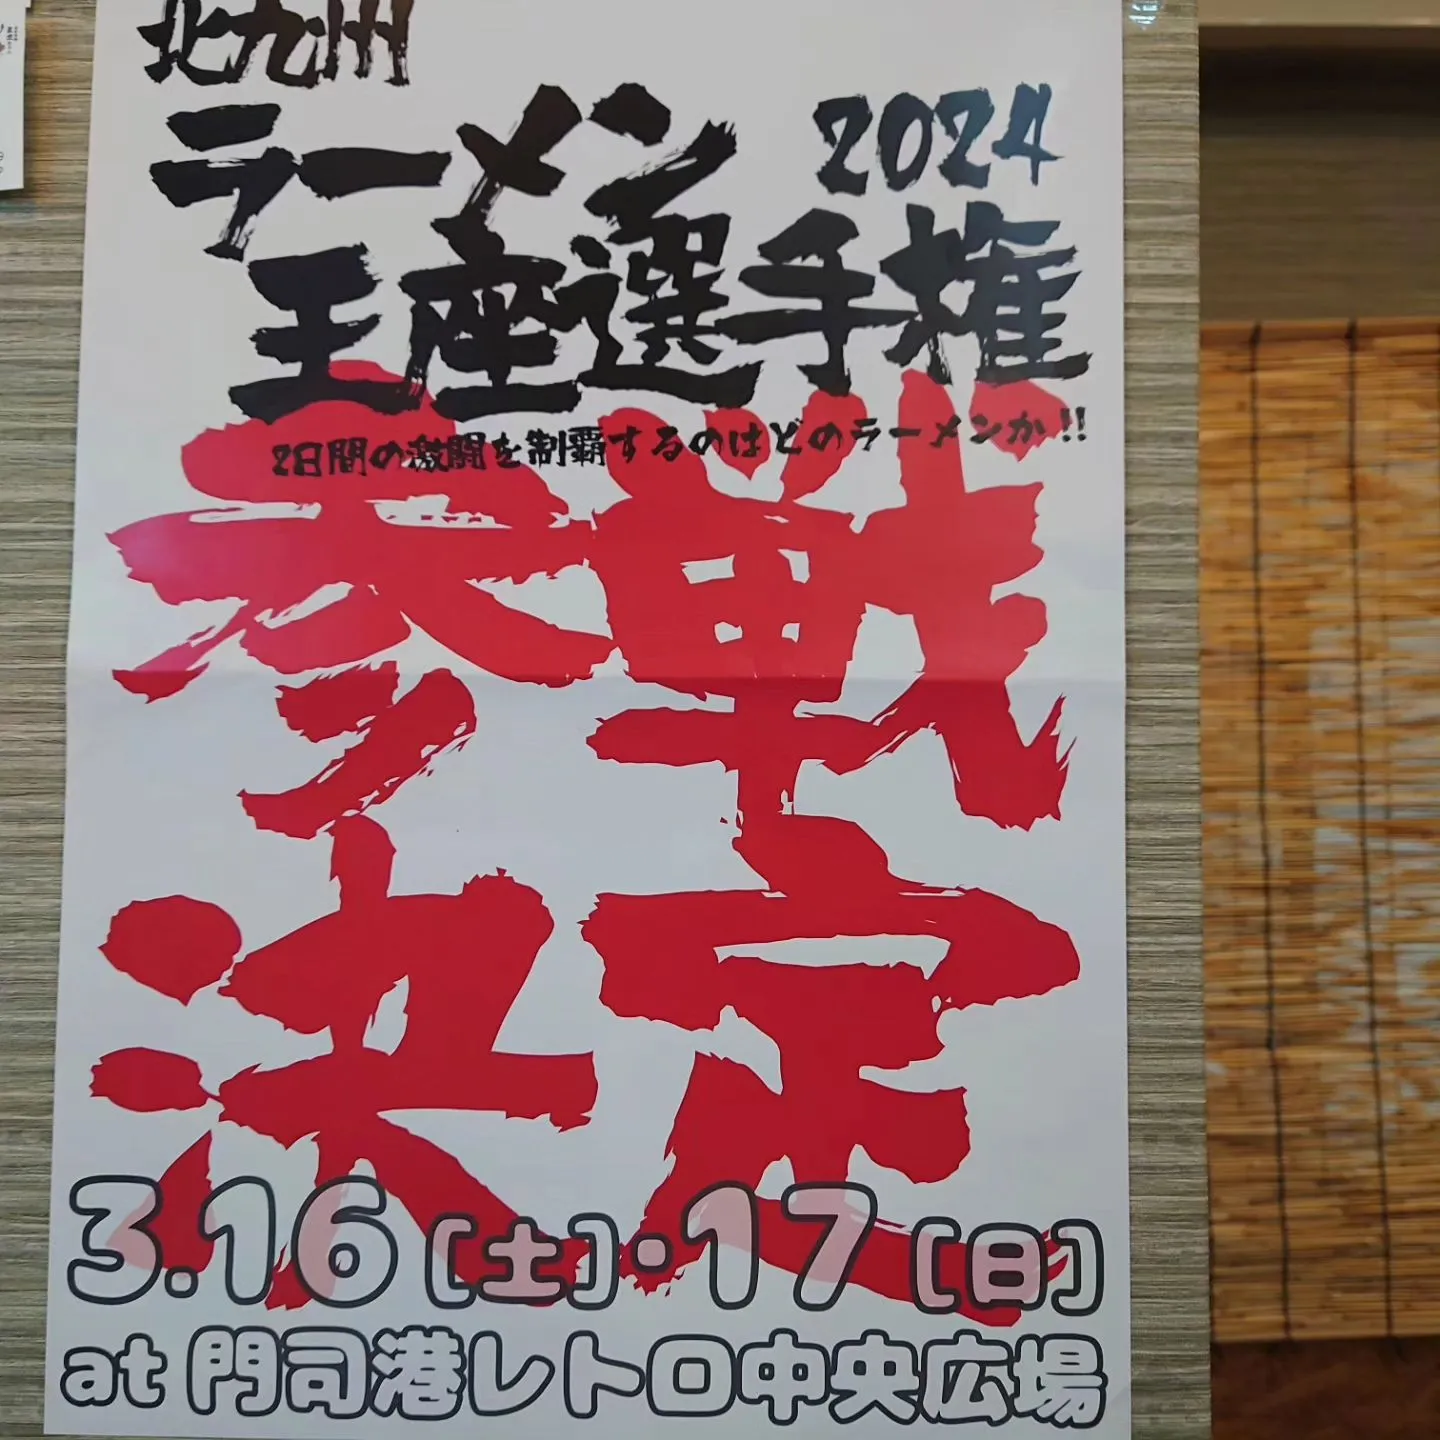 北九州
ラーメン 2024
王座選手権
2日間の激闘を制覇するのはどのラーメンか!!
参戦
決定
3.16(土)・17(日)
at 門司港レトロ中央広場